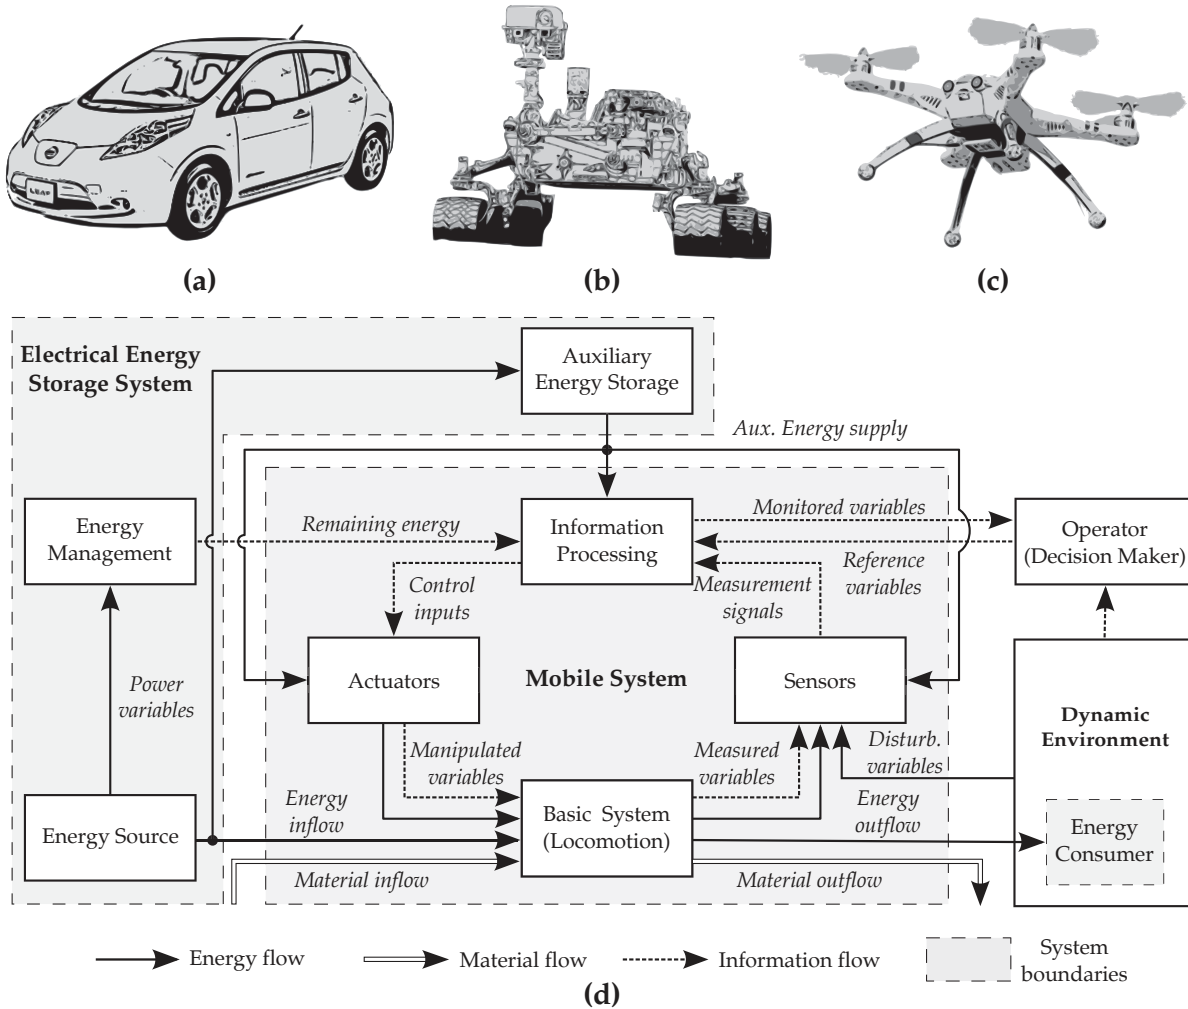 LEAF
(a)
(b)
(c)
Electrical Energy
Storage System
Auxiliary
Energy Storage
Aux. Energy supply
Energy
Management
Remaining energy
Information
Processing
Monitored variables
Operator
(Decision Maker)
Reference
variables
Control
inputs
Measurement
signals
Power
variables
Actuators
Mobile System
Sensors
Dynamic
Environment
Manipulated
variables
Measured
variables
Disturb.
variables
Energy Source
Energy
inflow
Basic System
(Locomotion)
Energy
outflow
Energy
Consumer
Material inflow
Material outflow
Energy flow
Material flow
Information flow
System
boundaries
(d)